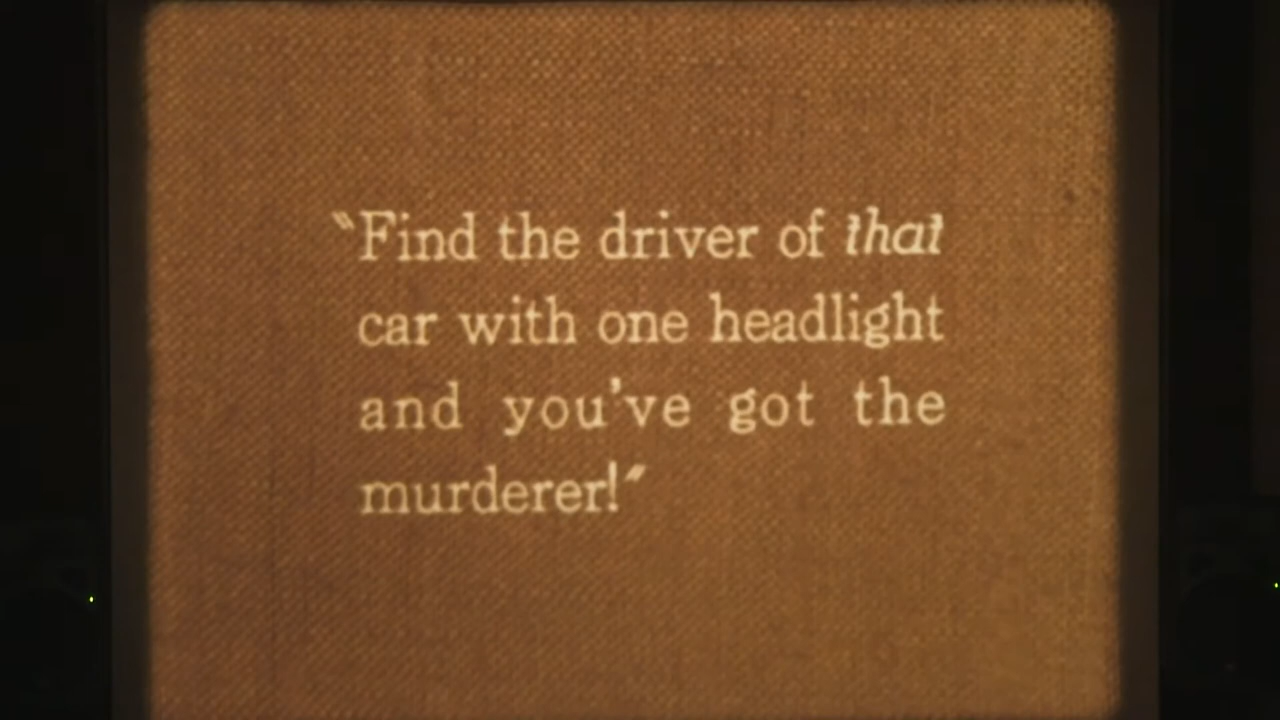 "Find the driver of that
car with one headlight
and you've got the
murderer!"